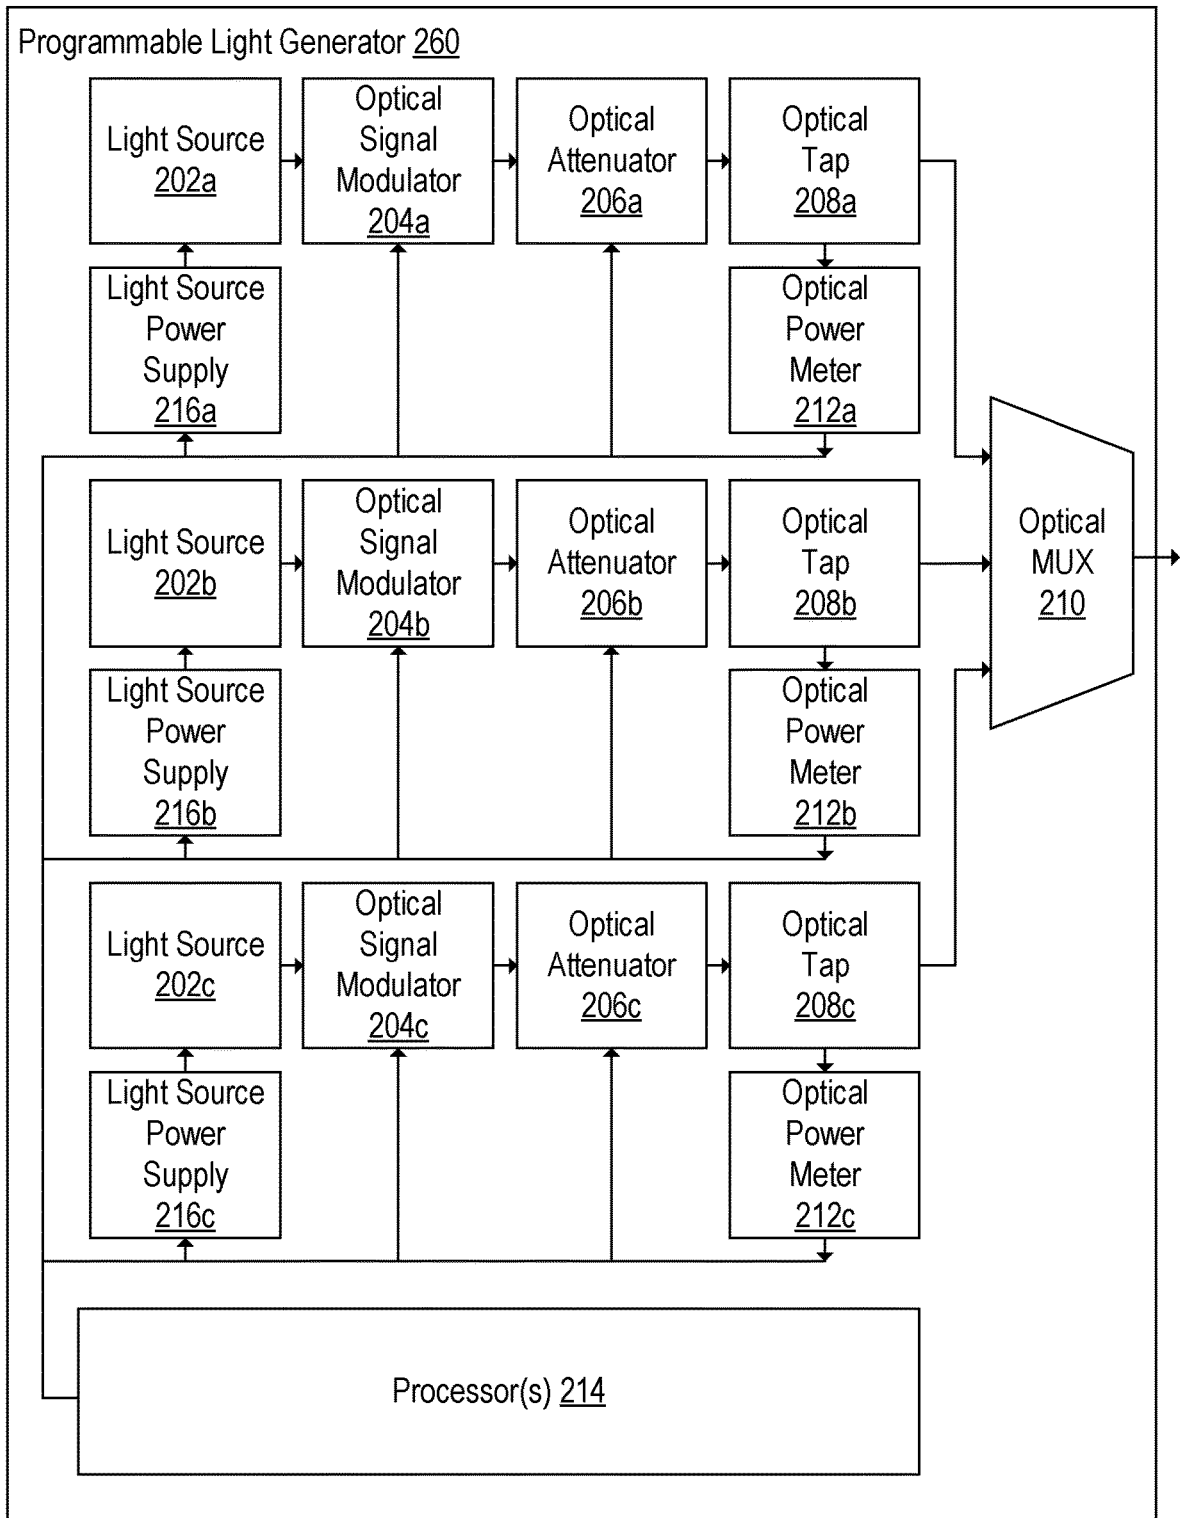 Programmable Light Generator 260
Light Source
202a
Optical
Signal
Modulator
204a
Optical
Attenuator
206a
Optical
Tap
208a
Light Source
Power
Supply
216a
Optical
Power
Meter
212a
Light Source
202b
Optical
Signal
Modulator
204b
Optical
Attenuator
206b
Optical
Tap
208b
Optical
MUX
210
Light Source
Power
Supply
216b
Optical
Power
Meter
212b
Light Source
202c
Optical
Signal
Modulator
204c
Optical
Attenuator
206c
Optical
Tap
208c
Light Source
Power
Supply
216c
Optical
Power
Meter
212c
Processor(s) 214